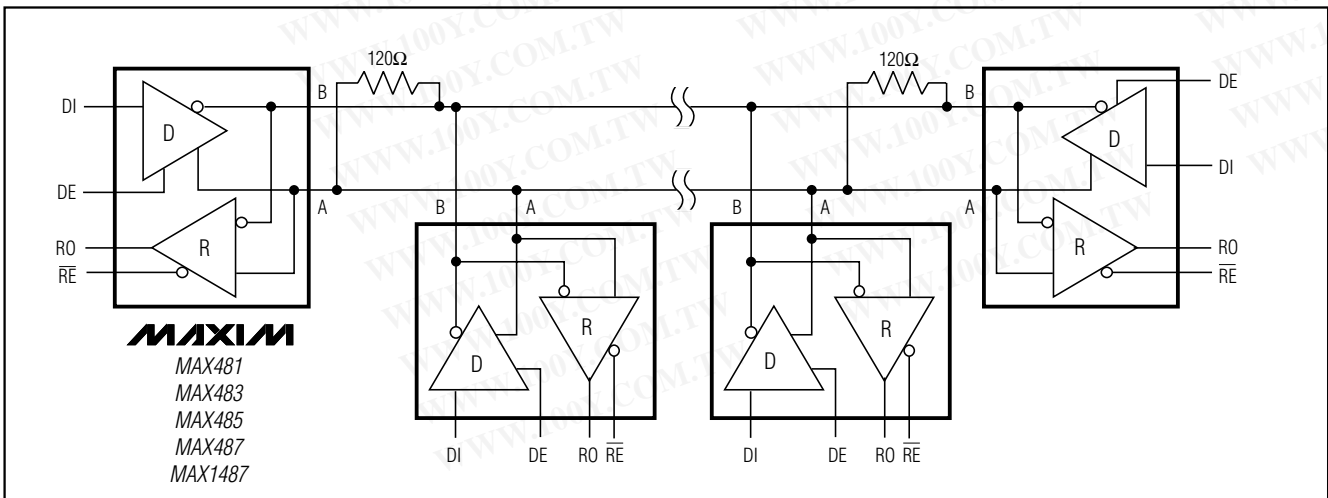 WWW.100Y.COM.TW
120Ω
120Ω
B
B
DI
D
DE
D
DI
DE
A
B
A
B
A
A
RO
R
RE
R
RO
RE
D
R
D
R
MAXIM
MAX481
MAX483
MAX485
MAX487
MAX1487
DI
DE
RO
RE
DI
DE
RO
RE